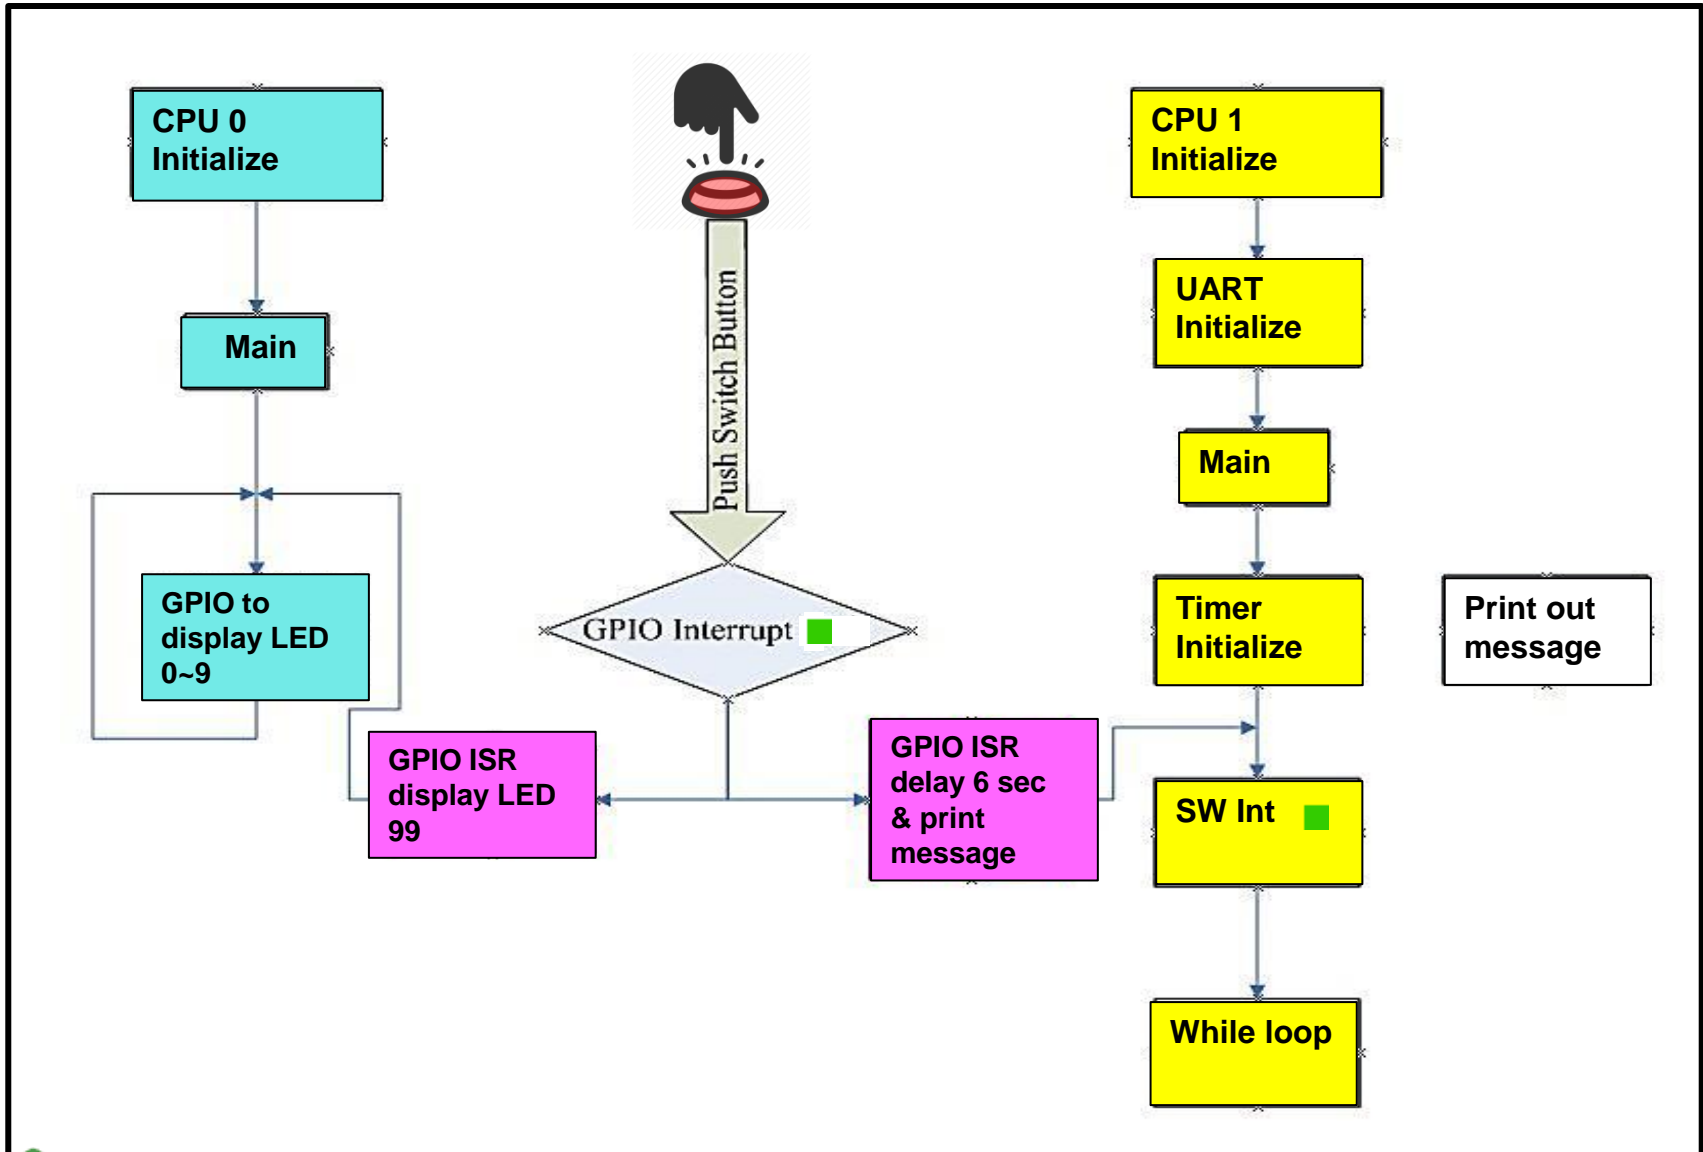 CPU 0
Initialize
Main
GPIO to
display LED
0~9
Push Switch Button
GPIO Interrupt
GPIO ISR
display LED
99
GPIO ISR
delay 6 sec
& print
message
CPU 1
Initialize
UART
Initialize
Main
Timer
Initialize
SW Int
While loop
Print out
message